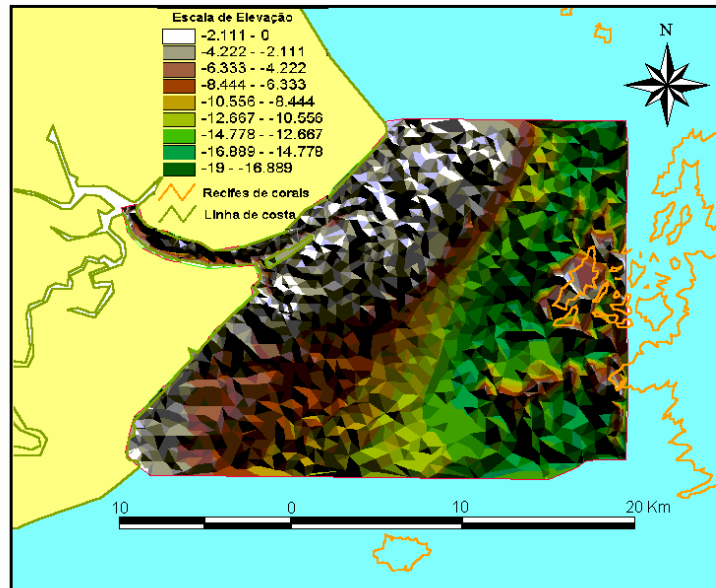 Escala de Elevação
-2.111 - 0
-4.222 - -2.111
-6.333 - -4.222
-8.444 - -6.333
-10.556 - -8.444
-12.667 - -10.556
-14.778 - -12.667
-16.889 - -14.778
-19 - -16.889
Recifes de corais
Linha de costa
N
10 0 10 20 Km